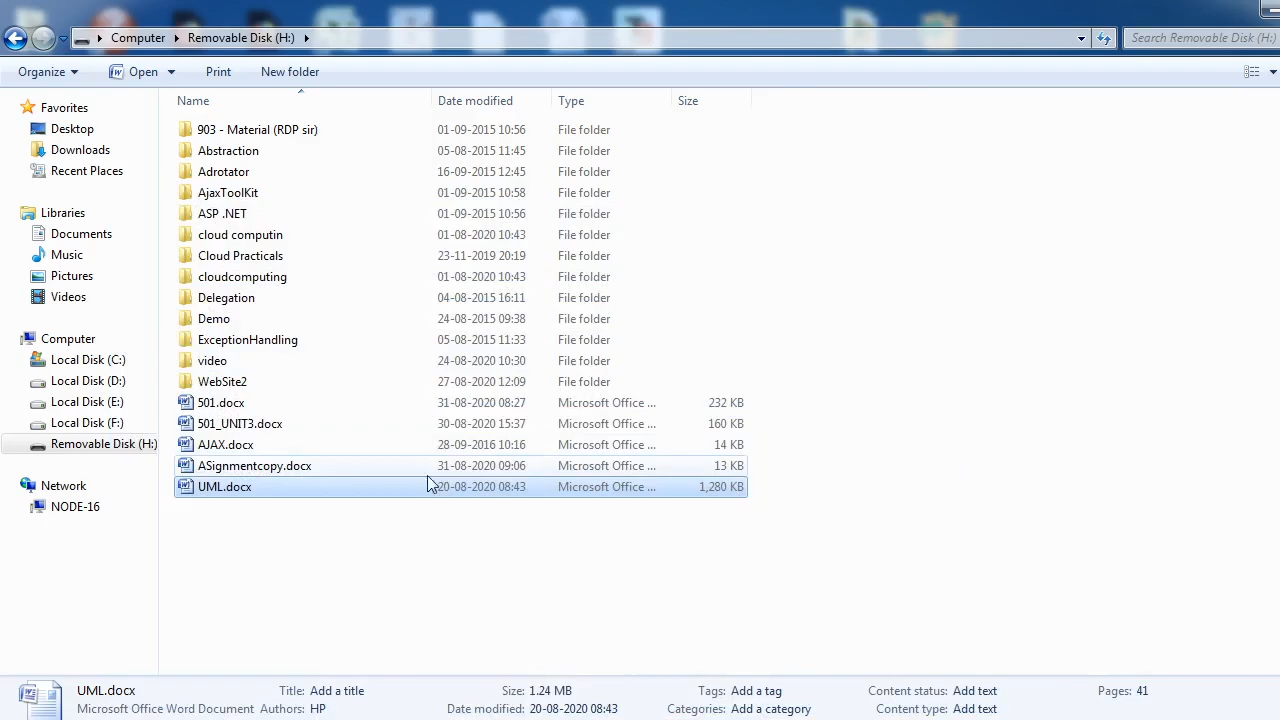 Computer Removable Disk (H:) Search Removable Disk (H:)
Organize Open Print New folder
Name Date modified Type Size
Favorites
Desktop
Downloads
Recent Places
Libraries
Documents
Music
Pictures
Videos
Computer
Local Disk (C:)
Local Disk (D:)
Local Disk (E:)
Local Disk (F:)
Removable Disk (H:)
Network
NODE-16
903 - Material (RDP sir) 01-09-2015 10:56 File folder
Abstraction 05-08-2015 11:45 File folder
Adrotator 16-09-2015 12:45 File folder
AjaxToolKit 01-09-2015 10:58 File folder
ASP .NET 01-09-2015 10:56 File folder
cloud computin 01-08-2020 10:43 File folder
Cloud Practicals 23-11-2019 20:19 File folder
cloudcomputing 01-08-2020 10:43 File folder
Delegation 04-08-2015 16:11 File folder
Demo 24-08-2015 09:38 File folder
ExceptionHandling 05-08-2015 11:33 File folder
video 24-08-2020 10:30 File folder
WebSite2 27-08-2020 12:09 File folder
501.docx 31-08-2020 08:27 Microsoft Office ... 232 KB
501_UNIT3.docx 30-08-2020 15:37 Microsoft Office ... 160 KB
AJAX.docx 28-09-2016 10:16 Microsoft Office ... 14 KB
ASignmentcopy.docx 31-08-2020 09:06 Microsoft Office ... 13 KB
UML.docx 20-08-2020 08:43 Microsoft Office ... 1,280 KB
UML.docx Title: Add a title Size: 1.24 MB Tags: Add a tag Content status: Add text Pages: 41
Microsoft Office Word Document Authors: HP Date modified: 20-08-2020 08:43 Categories: Add a category Content type: Add text